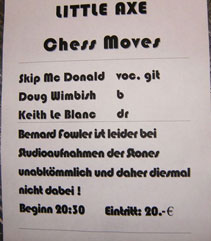 LITTLE AXE
Chess Moves
Skip Mc Donald voc. git
Doug Wimbish b
Keith Le Blanc dr
Bernard Fowler ist leider bei
Studioaufnahmen der Stones
unabkömmlich und daher diesmal
nicht dabei !
Beginn 20:30 Eintritt: 20.-€